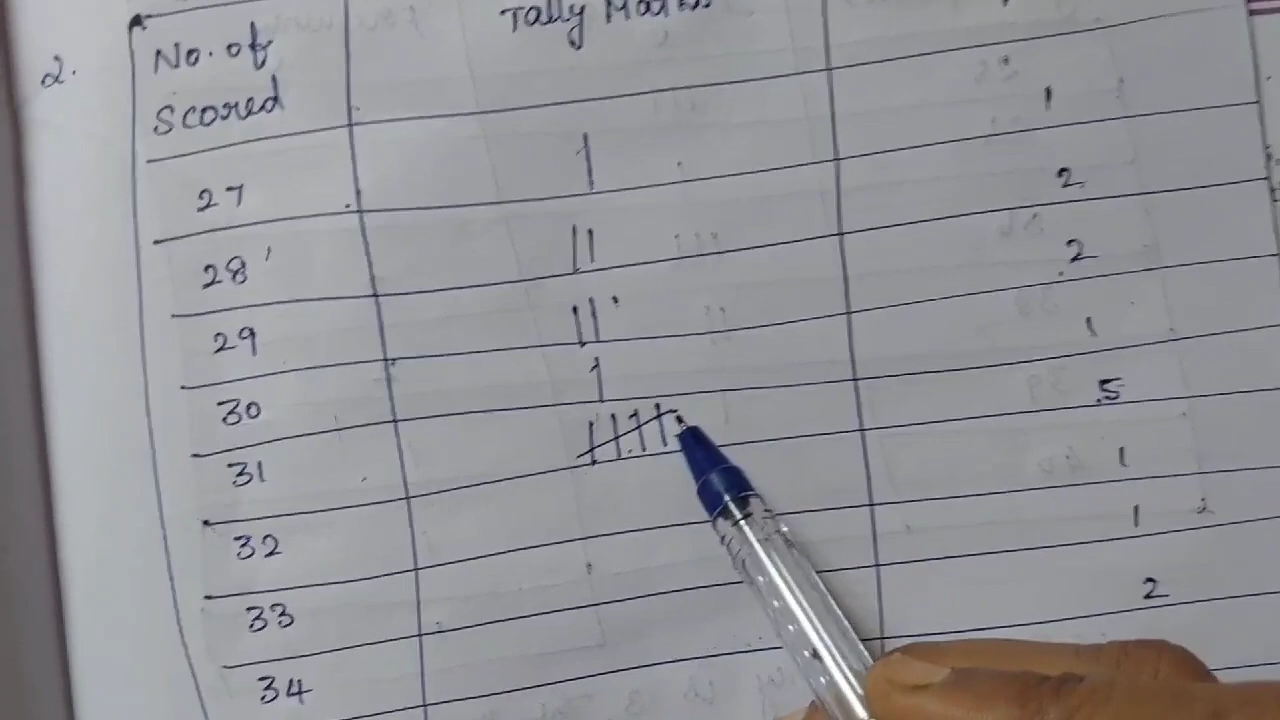 2.
No. of Tally Marks
Scored
27 | 1
28 || 2
29 || 2
30 | 1
31 𝍸 5
32 1
33 1
34 2